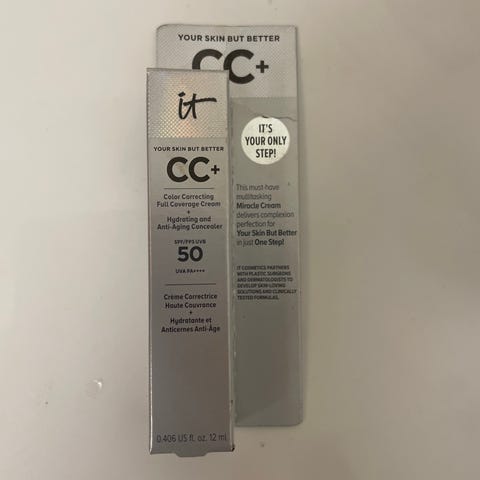 YOUR SKIN BUT BETTER
CC+
IT'S
YOUR ONLY
STEP!
This must-have
multitasking
Miracle Cream
delivers complexion
perfection for
Your Skin But Better
in just One Step!
IT COSMETICS PARTNERS
WITH PLASTIC SURGEONS
AND DERMATOLOGISTS TO
DEVELOP SKIN-LOVING
SOLUTIONS AND CLINICALLY
TESTED FORMULAS.
it
YOUR SKIN BUT BETTER
CC+
Color Correcting
Full Coverage Cream
+
Hydrating and
Anti-Aging Concealer
SPF/FPS UVB
50
UVA PA++++
Crème Correctrice
Haute Couvrance
+
Hydratante et
Anticernes Anti-Âge
0.406 US fl. oz. 12 ml